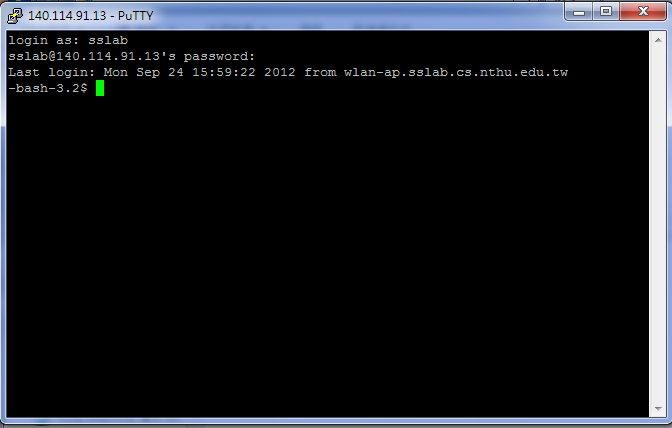 140.114.91.13 - PuTTY
login as: sslab
sslab@140.114.91.13's password:
Last login: Mon Sep 24 15:59:22 2012 from wlan-ap.sslab.cs.nthu.edu.tw
-bash-3.2$